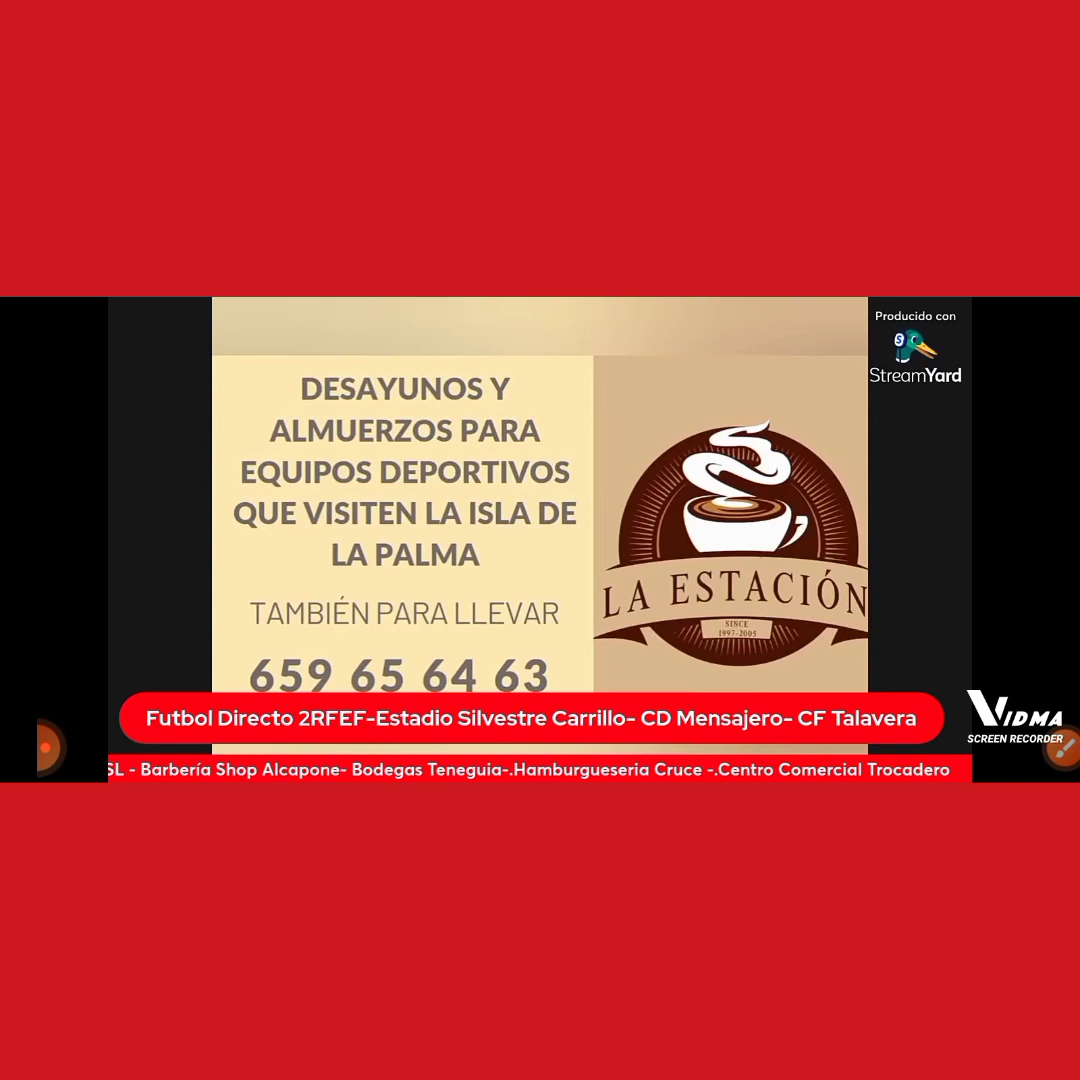 Producido con
S
StreamYard
DESAYUNOS Y
ALMUERZOS PARA
EQUIPOS DEPORTIVOS
QUE VISITEN LA ISLA DE
LA PALMA
TAMBIÉN PARA LLEVAR
659 65 64 63
LA ESTACIÓN
SINCE
1997-2005
Futbol Directo 2RFEF-Estadio Silvestre Carrillo- CD Mensajero- CF Talavera
VIDMA
SCREEN RECORDER
SL - Barbería Shop Alcapone- Bodegas Teneguia-.Hamburgueseria Cruce -.Centro Comercial Trocadero